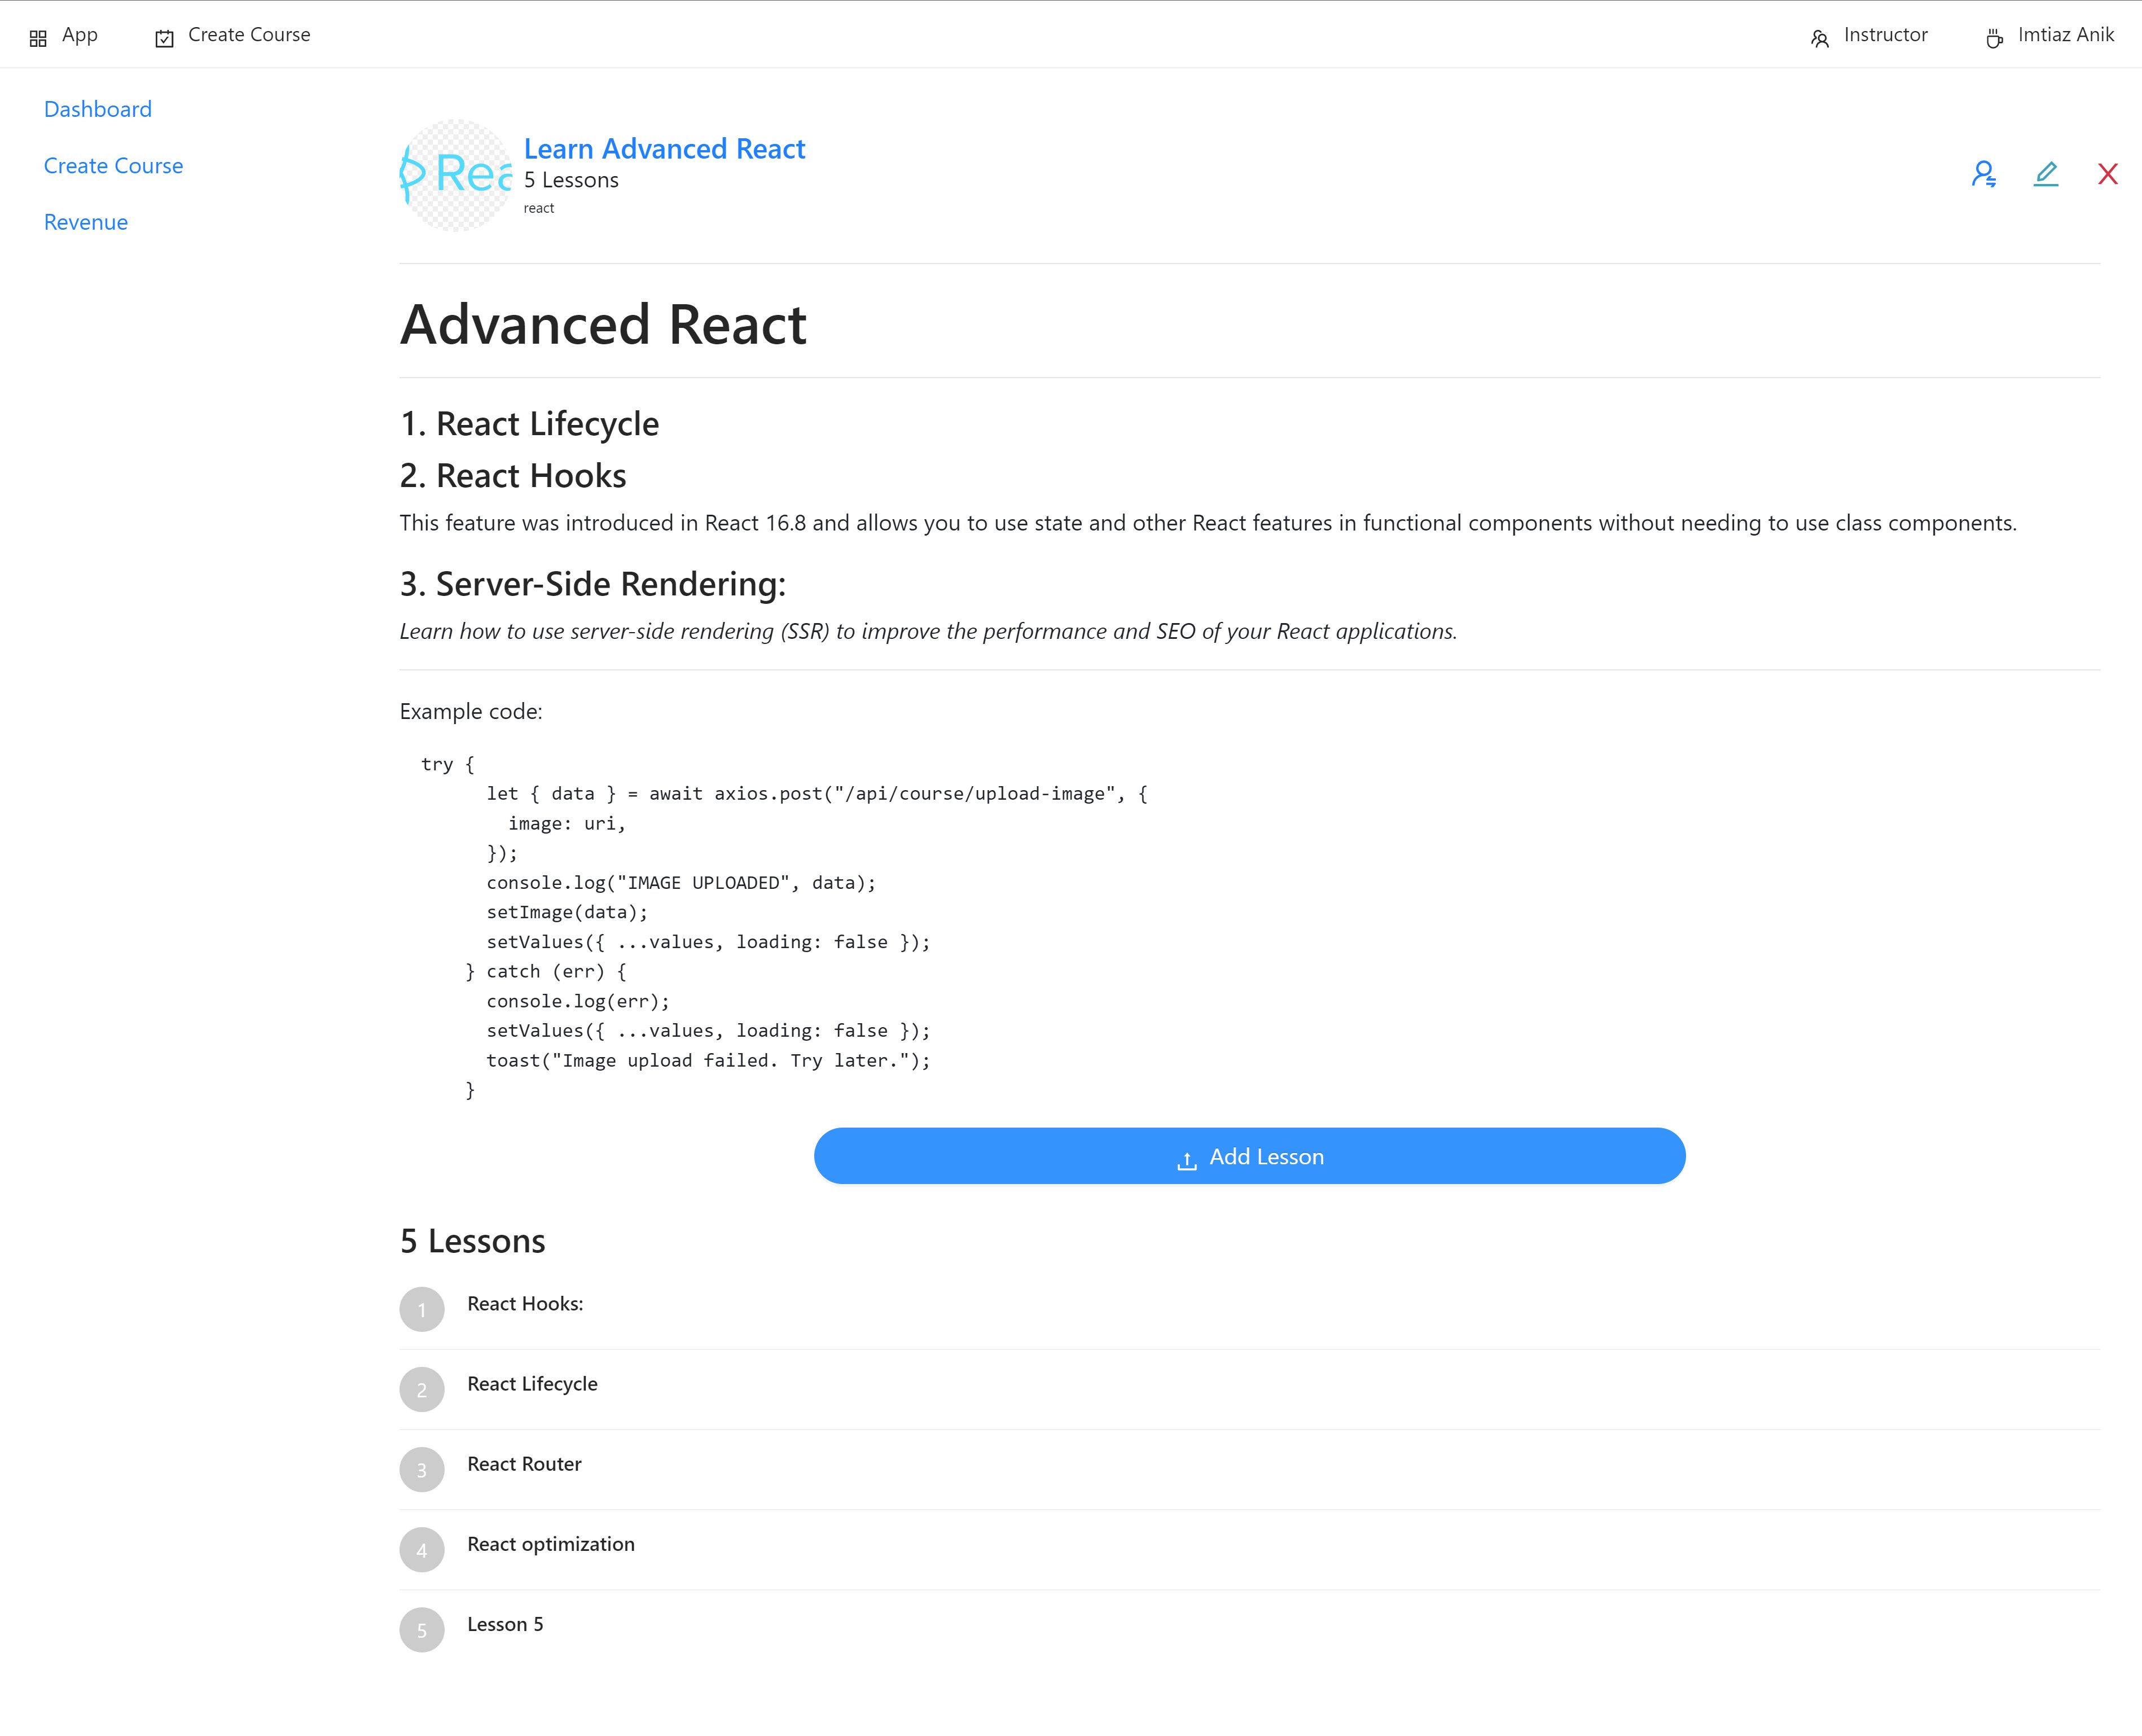 App
Create Course
Instructor
Imtiaz Anik
Dashboard
Create Course
Revenue
Learn Advanced React
5 Lessons
react
Advanced React
1. React Lifecycle
2. React Hooks
This feature was introduced in React 16.8 and allows you to use state and other React features in functional components without needing to use class components.
3. Server-Side Rendering:
Learn how to use server-side rendering (SSR) to improve the performance and SEO of your React applications.
Example code:
try {
let { data } = await axios.post("/api/course/upload-image", {
image: uri,
});
console.log("IMAGE UPLOADED", data);
setImage(data);
setValues({ ...values, loading: false });
} catch (err) {
console.log(err);
setValues({ ...values, loading: false });
toast("Image upload failed. Try later.");
}
Add Lesson
5 Lessons
1 React Hooks:
2 React Lifecycle
3 React Router
4 React optimization
5 Lesson 5